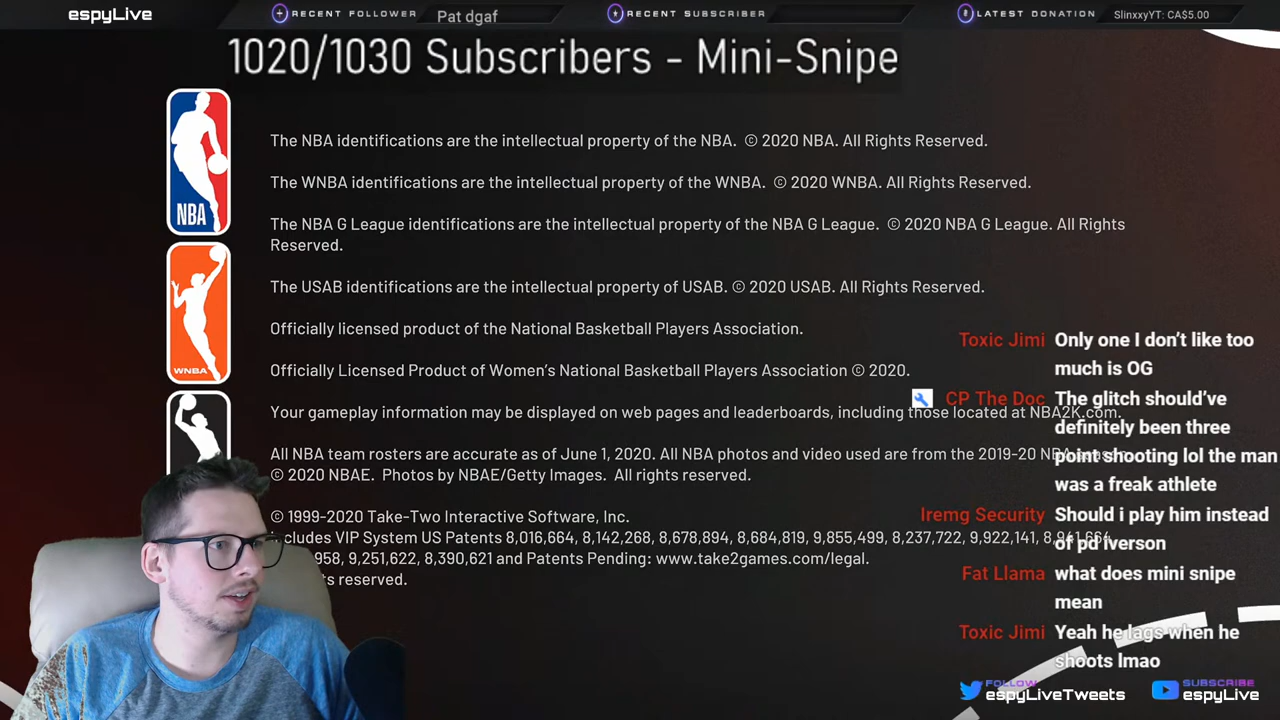 espyLive
RECENT FOLLOWER
Pat dgaf
RECENT SUBSCRIBER
LATEST DONATION
SlinxxyYT: CA$5.00
1020/1030 Subscribers - Mini-Snipe
NBA
The NBA identifications are the intellectual property of the NBA. © 2020 NBA. All Rights Reserved.
The WNBA identifications are the intellectual property of the WNBA. © 2020 WNBA. All Rights Reserved.
The NBA G League identifications are the intellectual property of the NBA G League. © 2020 NBA G League. All Rights
Reserved.
WNBA
The USAB identifications are the intellectual property of USAB. © 2020 USAB. All Rights Reserved.
Officially licensed product of the National Basketball Players Association.
Officially Licensed Product of Women's National Basketball Players Association © 2020.
Your gameplay information may be displayed on web pages and leaderboards, including those located at NBA2K.com.
All NBA team rosters are accurate as of June 1, 2020. All NBA photos and video used are from the 2019-20
© 2020 NBAE. Photos by NBAE/Getty Images. All rights reserved.
© 1999-2020 Take-Two Interactive Software, Inc.
VIP System US Patents 8,016,664, 8,142,268, 8,678,894, 8,684,819, 9,855,499, 8,237,722, 9,922,141,
958, 9,251,622, 8,390,621 and Patents Pending: www.take2games.com/legal.
reserved.
Toxic Jimi Only one I don't like too
much is OG
CP The Doc The glitch should've
definitely been three
point shooting lol the man
was a freak athlete
Iremg Security Should i play him instead
of pd iverson
Fat Llama what does mini snipe
mean
Toxic Jimi Yeah he lags when he
shoots lmao
FOLLOW
espyLiveTweets
SUBSCRIBE
espyLive